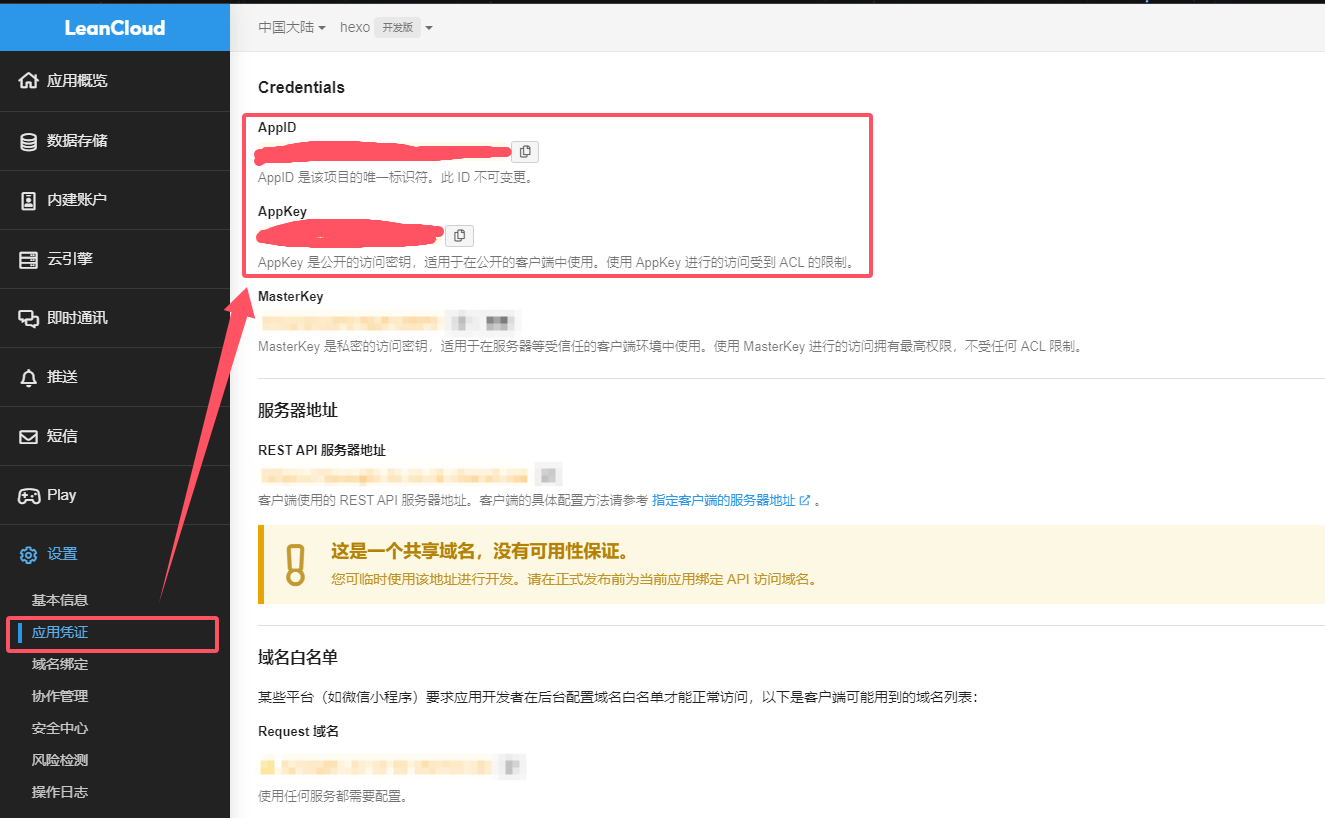 LeanCloud
中国大陆 hexo 开发版
应用概览
数据存储
内建账户
云引擎
即时通讯
推送
短信
Play
设置
基本信息
应用凭证
域名绑定
协作管理
安全中心
风险检测
操作日志
Credentials
AppID
AppID 是该项目的唯一标识符。此 ID 不可变更。
AppKey
AppKey 是公开的访问密钥，适用于在公开的客户端中使用。使用 AppKey 进行的访问受到 ACL 的限制。
MasterKey
MasterKey 是私密的访问密钥，适用于在服务器等受信任的客户端环境中使用。使用 MasterKey 进行的访问拥有最高权限，不受任何 ACL 限制。
服务器地址
REST API 服务器地址
客户端使用的 REST API 服务器地址。客户端的具体配置方法请参考 指定客户端的服务器地址 。
这是一个共享域名，没有可用性保证。
您可临时使用该地址进行开发。请在正式发布前为当前应用绑定 API 访问域名。
域名白名单
某些平台（如微信小程序）要求应用开发者在后台配置域名白名单才能正常访问，以下是客户端可能用到的域名列表：
Request 域名
使用任何服务都需要配置。